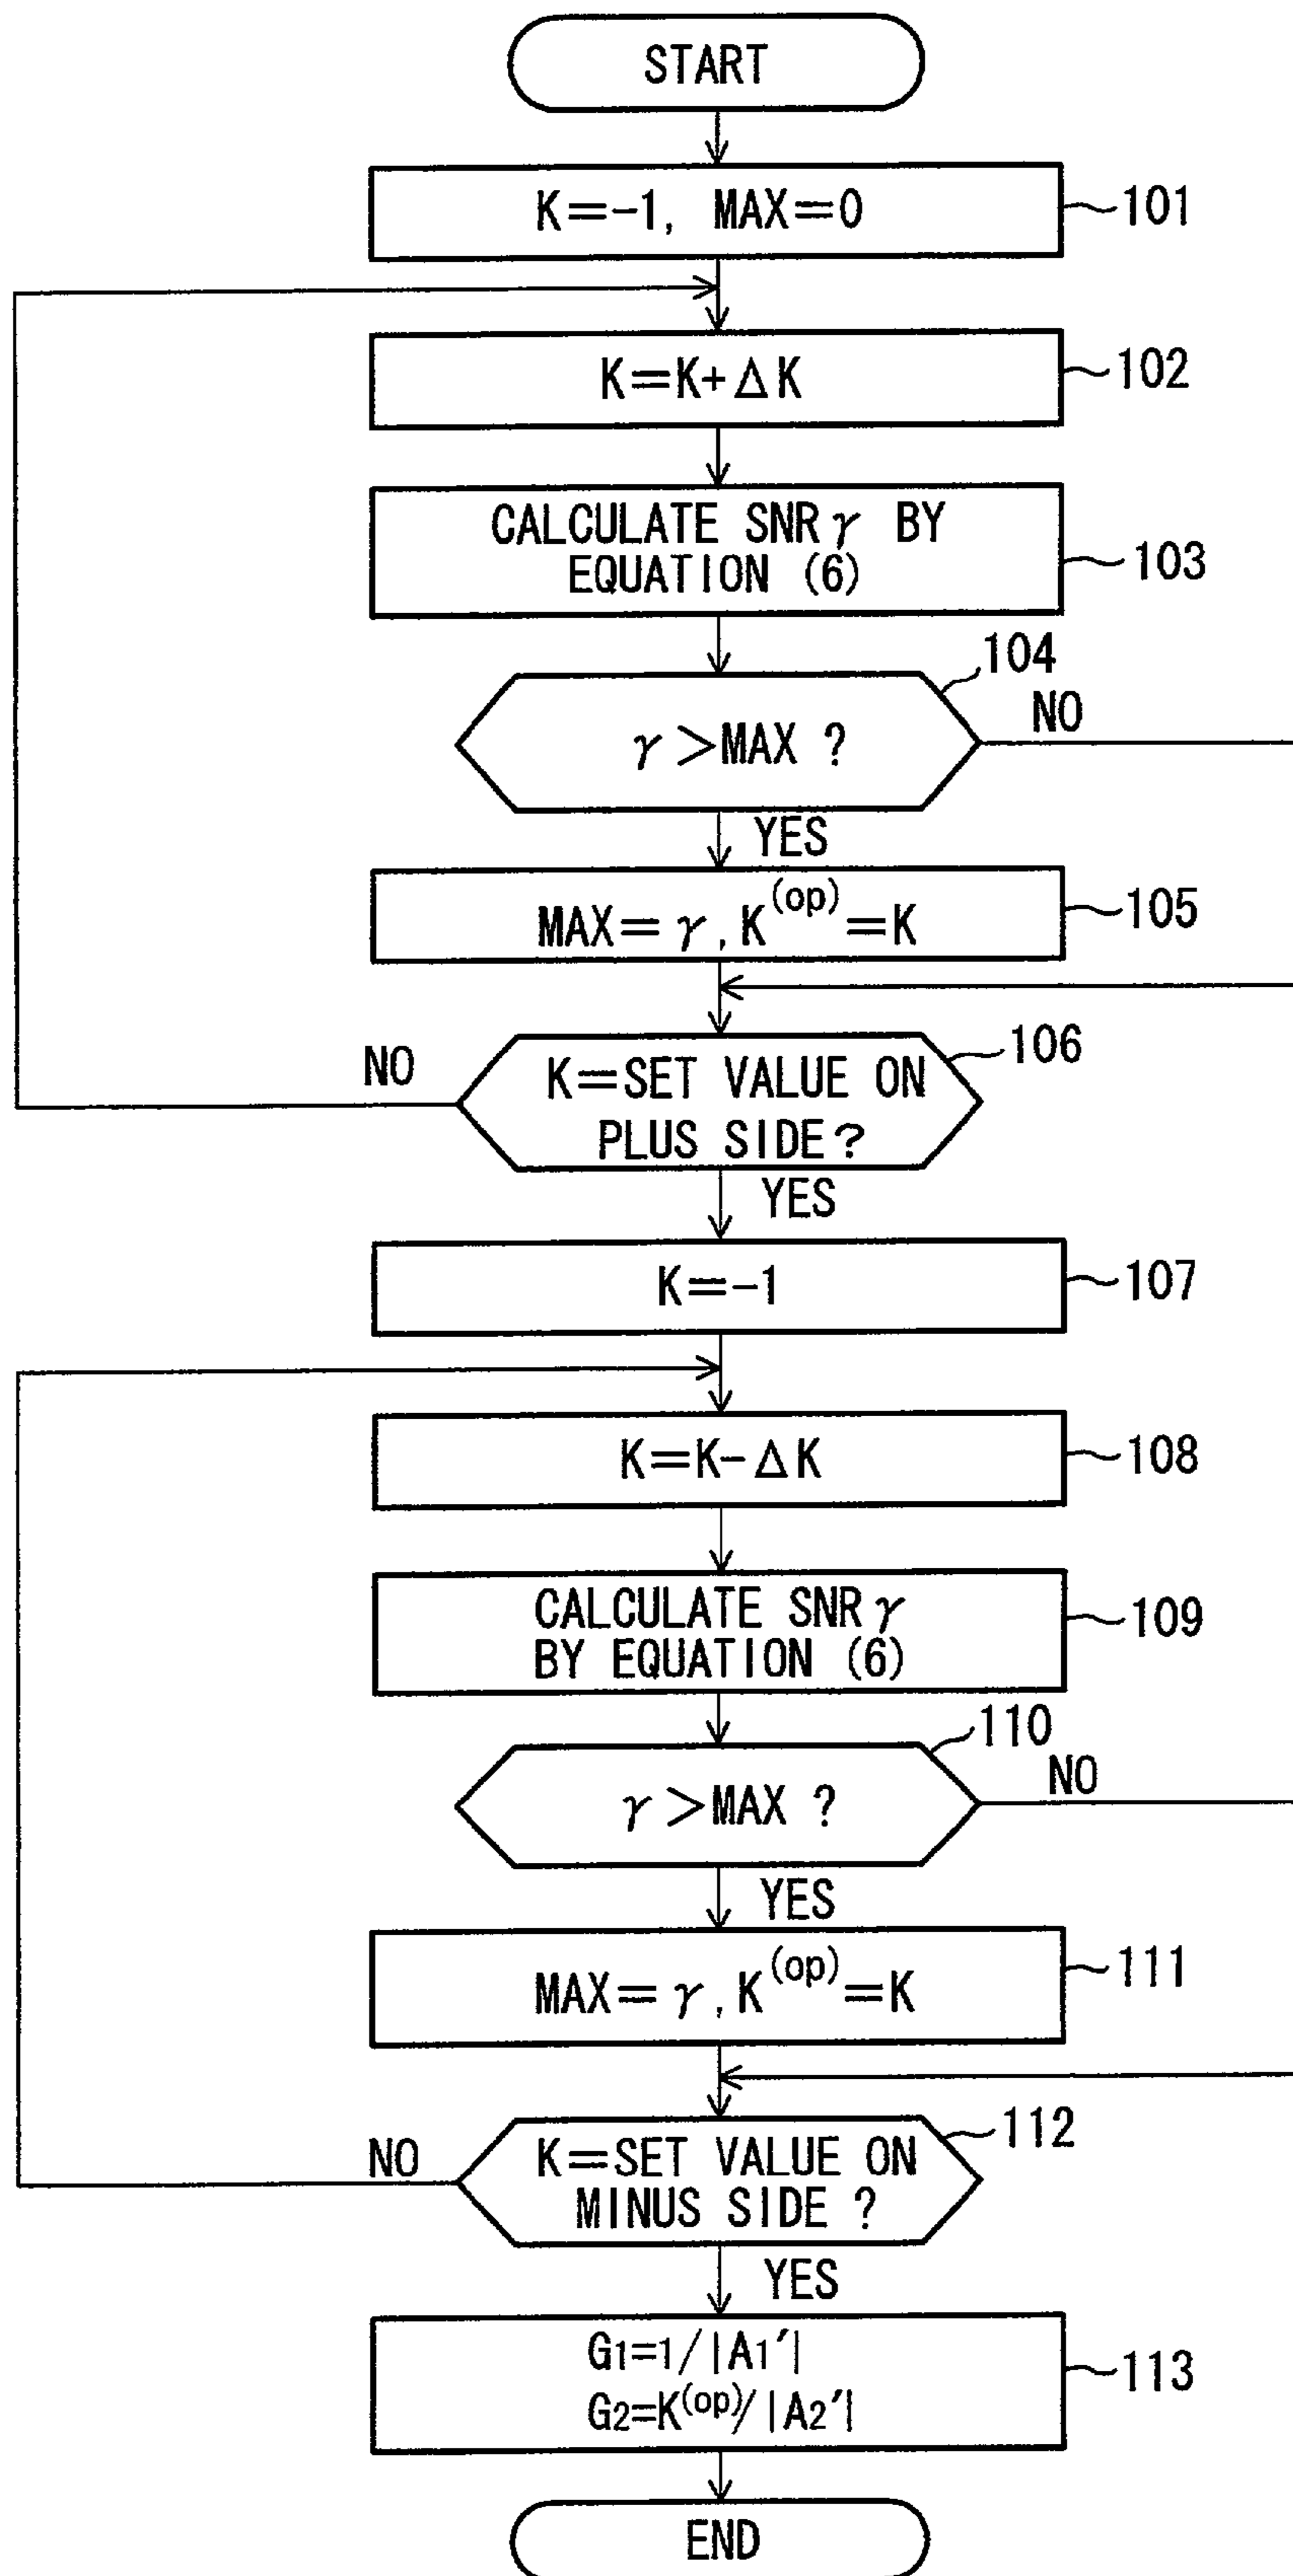 START
K=-1, MAX=0
101
K=K+ΔK
102
CALCULATE SNR γ BY
EQUATION (6)
103
104
γ>MAX ?
NO
YES
MAX=γ, K(op)=K
105
106
K=SET VALUE ON
PLUS SIDE?
NO
YES
K=-1
107
K=K-ΔK
108
CALCULATE SNR γ
BY EQUATION (6)
109
110
γ>MAX ?
NO
YES
MAX=γ, K(op)=K
111
112
K=SET VALUE ON
MINUS SIDE ?
NO
YES
G1=1/|A1′|
G2=K(op)/|A2′|
113
END